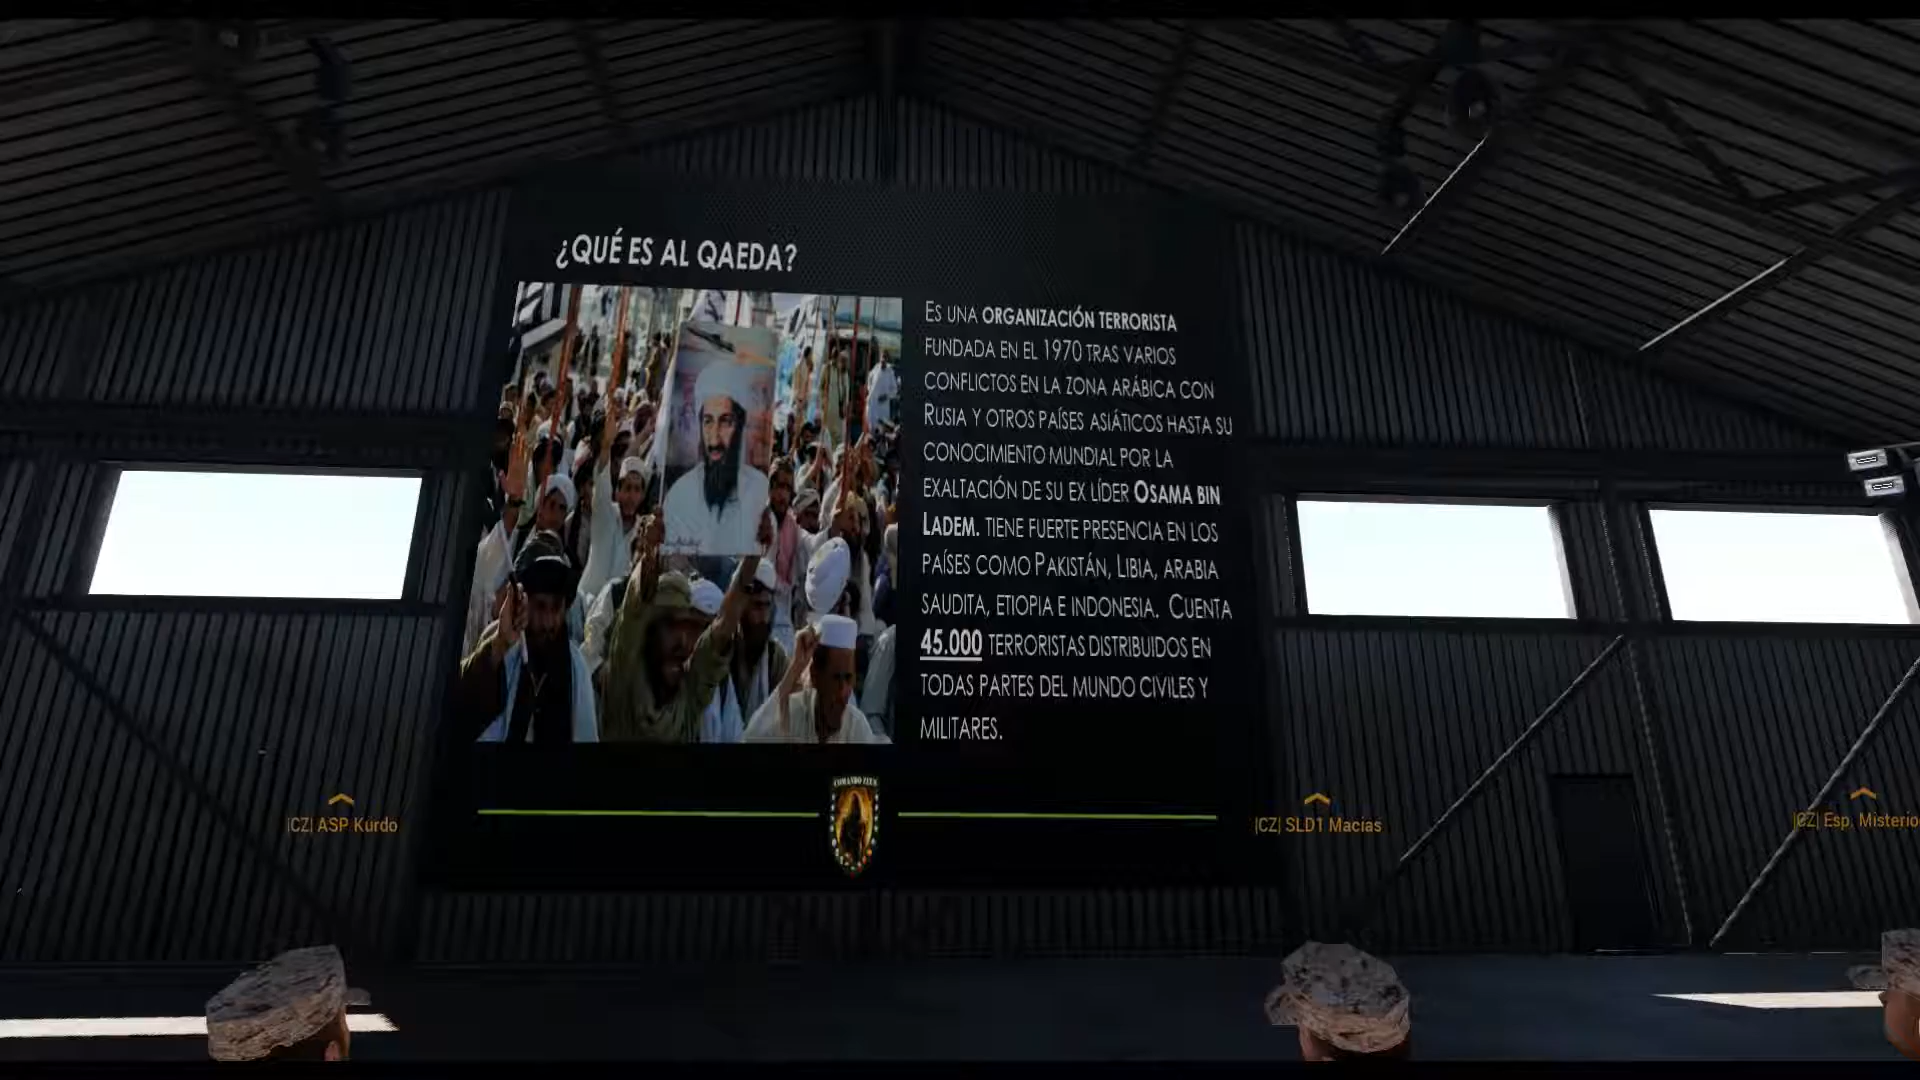 ¿QUÉ ES AL QAEDA?
ES UNA ORGANIZACIÓN TERRORISTA
FUNDADA EN EL 1970 TRAS VARIOS
CONFLICTOS EN LA ZONA ARÁBICA CON
RUSIA Y OTROS PAÍSES ASIÁTICOS HASTA SU
CONOCIMIENTO MUNDIAL POR LA
EXALTACIÓN DE SU EX LÍDER OSAMA BIN
LADEM. TIENE FUERTE PRESENCIA EN LOS
PAÍSES COMO PAKISTÁN, LIBIA, ARABIA
SAUDITA, ETIOPIA E INDONESIA. CUENTA
45.000 TERRORISTAS DISTRIBUIDOS EN
TODAS PARTES DEL MUNDO CIVILES Y
MILITARES.
COMANDO ZEUS
|CZ| ASP Kurdo
|CZ| SLD1 Macias
|CZ| Esp. Misterio